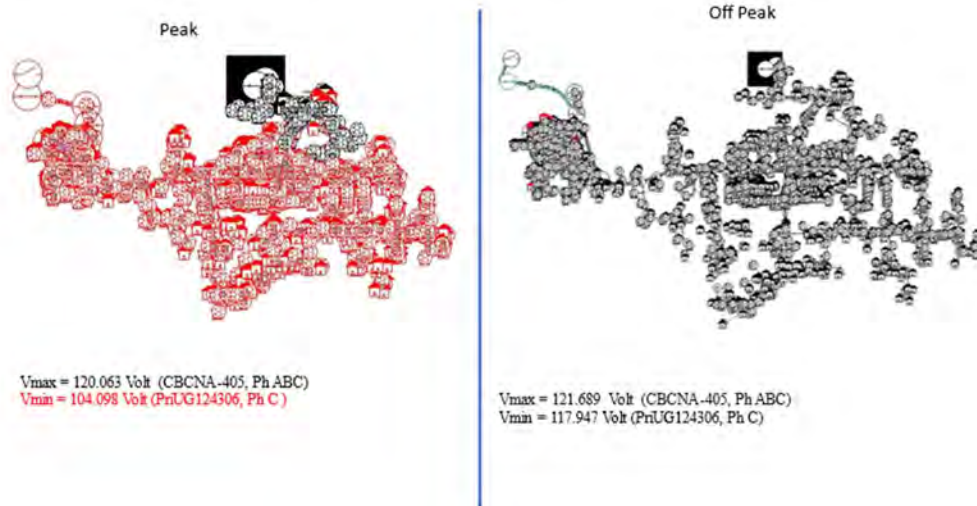 Peak
Vmax = 120.063 Volt (CBCNA-405, Ph ABC)
Vmin = 104.098 Volt (PriUG124306, Ph C )
Off Peak
Vmax = 121.689 Volt (CBCNA-405, Ph ABC)
Vmin = 117.947 Volt (PriUG124306, Ph C)